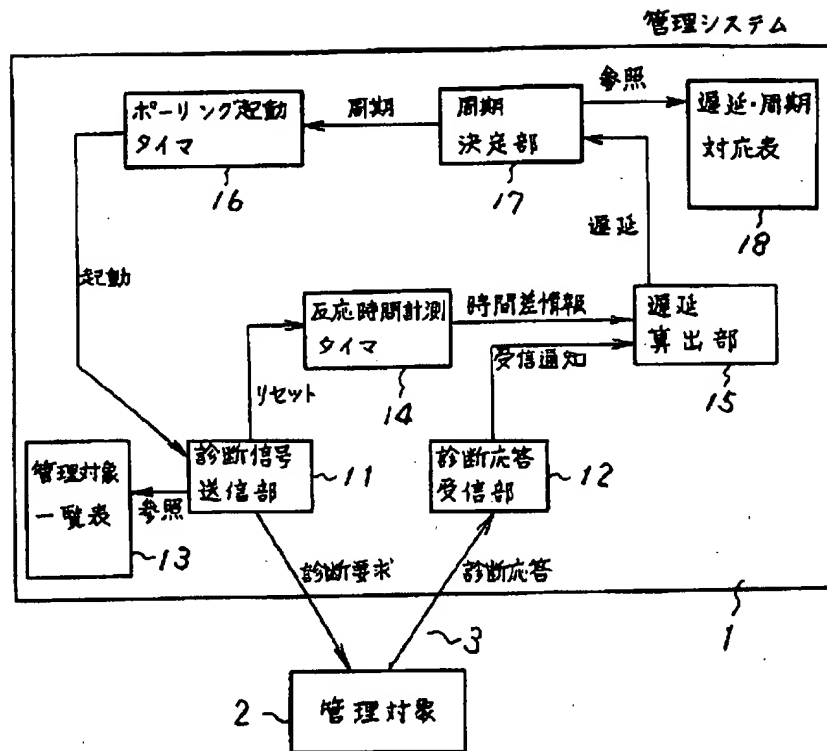 管理システム
ポーリング起動
タイマ
16
周期
周期
決定部
17
参照
遅延・周期
対応表
18
起動
遅延
反応時間計測
タイマ
14
時間差情報
受信通知
遅延
算出部
15
リセット
管理対象
一覧表
13
参照
診断信号
送信部
11
診断応答
受信部
12
診断要求
診断応答
3
1
2
管理対象